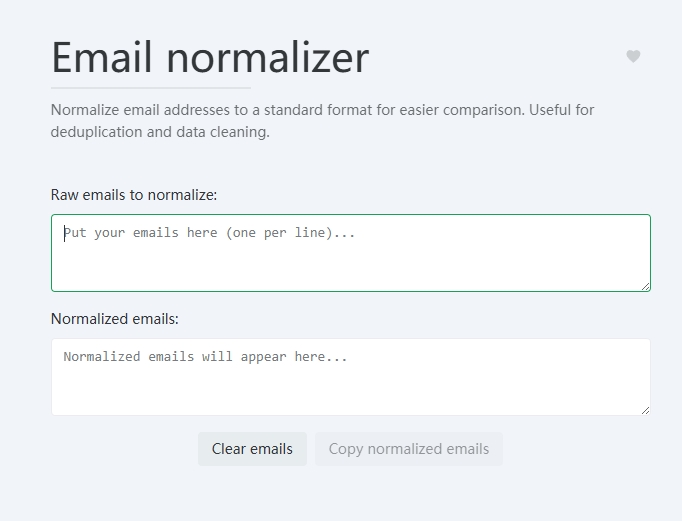 Email normalizer
Normalize email addresses to a standard format for easier comparison. Useful for
deduplication and data cleaning.
Raw emails to normalize:
Put your emails here (one per line)...
Normalized emails:
Normalized emails will appear here...
Clear emails
Copy normalized emails